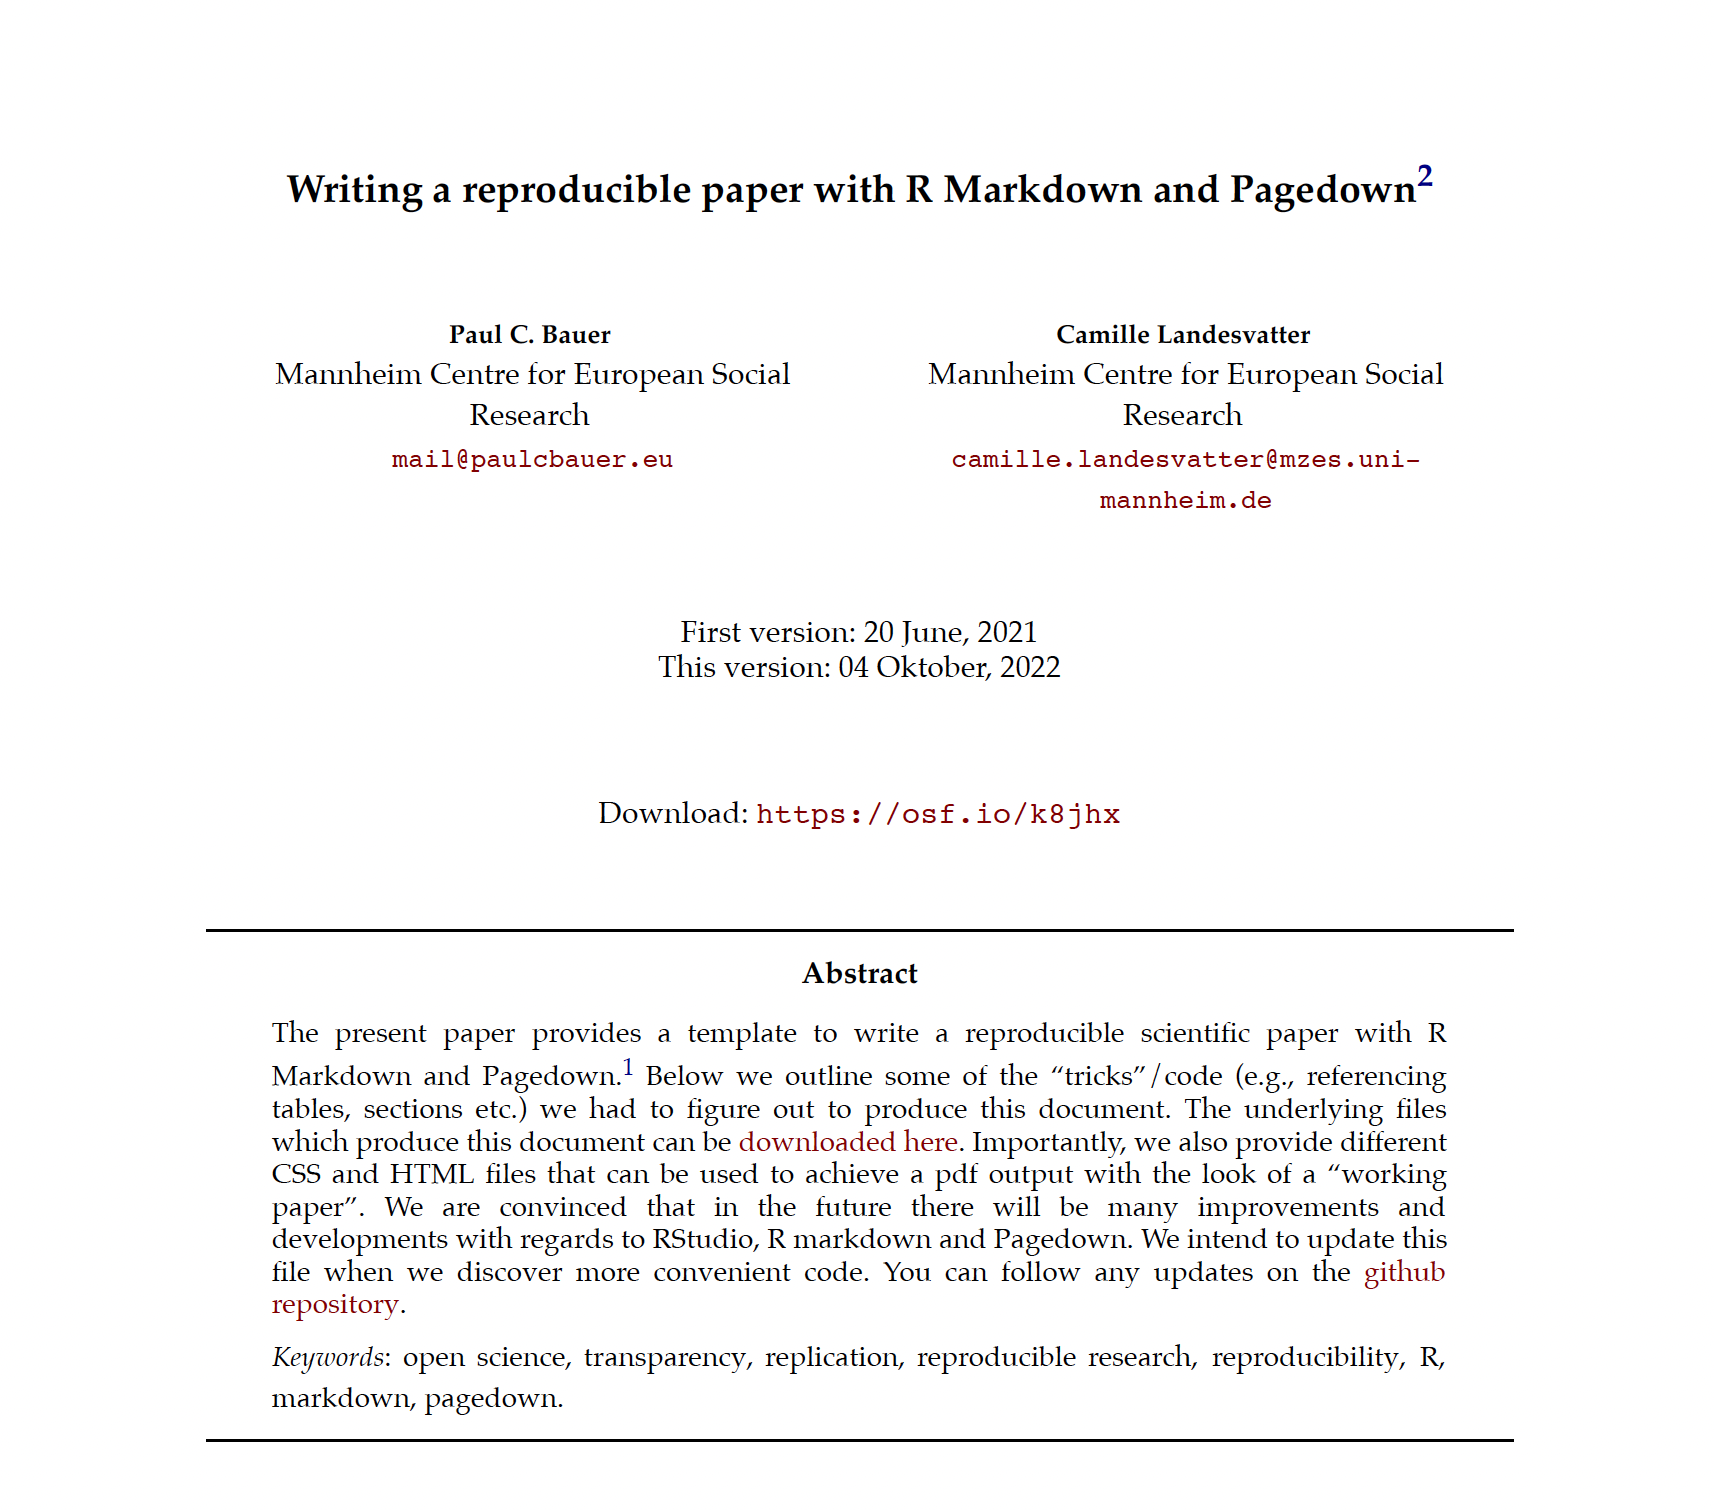 Writing a reproducible paper with R Markdown and Pagedown2
Paul C. Bauer
Mannheim Centre for European Social
Research
mail@paulcbauer.eu
Camille Landesvatter
Mannheim Centre for European Social
Research
camille.landesvatter@mzes.uni-
mannheim.de
First version: 20 June, 2021
This version: 04 Oktober, 2022
Download: https://osf.io/k8jhx
Abstract
The present paper provides a template to write a reproducible scientific paper with R
Markdown and Pagedown.1 Below we outline some of the “tricks”/code (e.g., referencing
tables, sections etc.) we had to figure out to produce this document. The underlying files
which produce this document can be downloaded here. Importantly, we also provide different
CSS and HTML files that can be used to achieve a pdf output with the look of a “working
paper”. We are convinced that in the future there will be many improvements and
developments with regards to RStudio, R markdown and Pagedown. We intend to update this
file when we discover more convenient code. You can follow any updates on the github
repository.
Keywords: open science, transparency, replication, reproducible research, reproducibility, R,
markdown, pagedown.